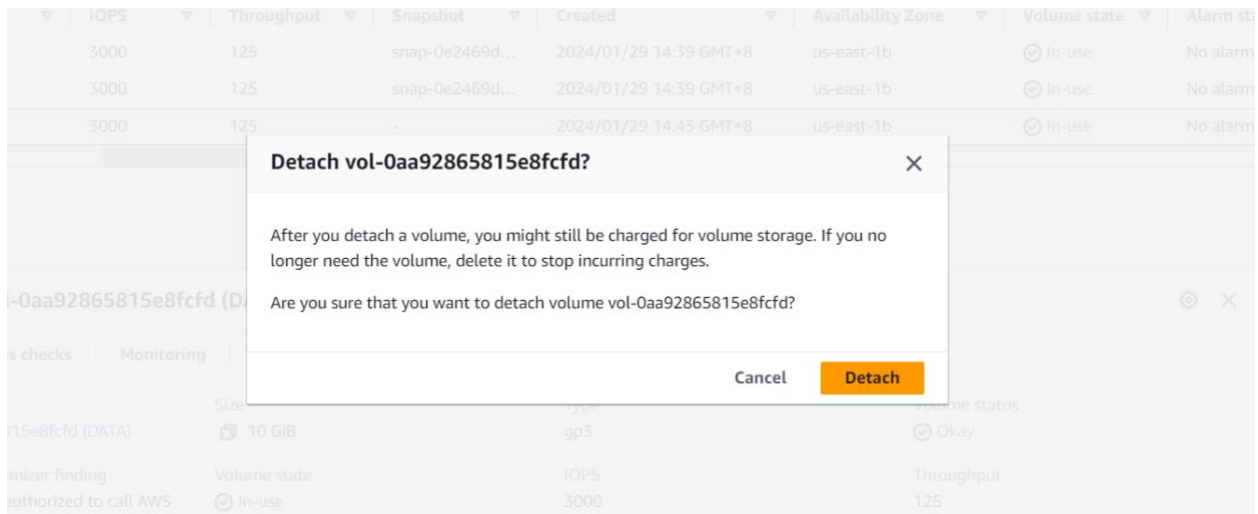 IOPS Throughput Snapshot Created Availability Zone Volume state Alarm sta
3000 125 snap-0e2469d... 2024/01/29 14:39 GMT+8 us-east-1b In-use No alarm
3000 125 snap-0e2469d... 2024/01/29 14:39 GMT+8 us-east-1b In-use No alarm
3000 125 - 2024/01/29 14:43 GMT+8 us-east-1b In-use No alarm
Detach vol-0aa92865815e8fcfd?
After you detach a volume, you might still be charged for volume storage. If you no
longer need the volume, delete it to stop incurring charges.
Are you sure that you want to detach volume vol-0aa92865815e8fcfd?
Cancel Detach
-0aa92865815e8fcfd (DA
s checks Monitoring
Size Type Volume status
315e8fcfd (DATA) 10 GiB gp3 Okay
mizer finding Volume state IOPS Throughput
authorized to call AWS In-use 3000 125